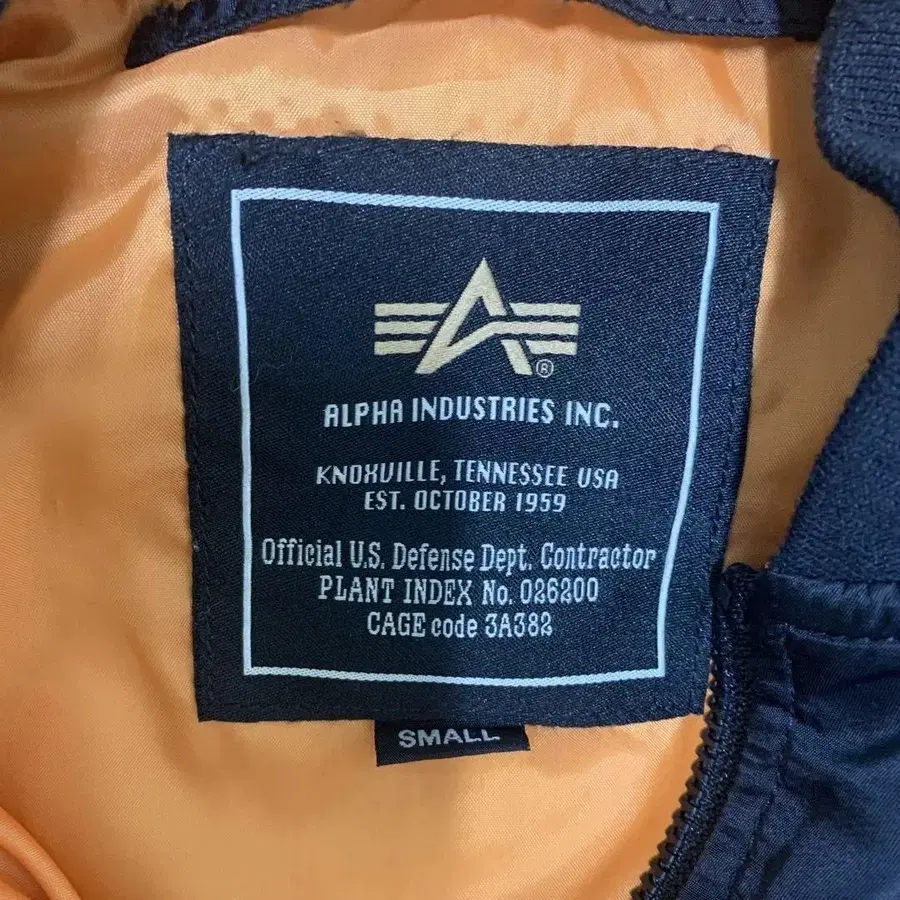 ®
ALPHA INDUSTRIES INC.
KNOXVILLE, TENNESSEE USA
EST. OCTOBER 1959
Official U.S. Defense Dept. Contractor
PLANT INDEX No. 026200
CAGE code 3A382
SMALL